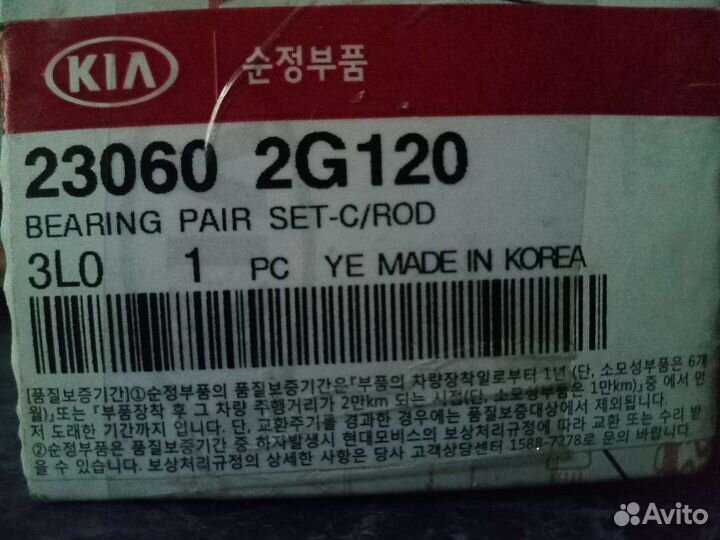 KIA 순정부품
23060 2G120
BEARING PAIR SET-C/ROD
3L0 1 PC YE MADE IN KOREA
[품질보증기간]①순정부품의 품질보증기간은『부품의 차량장착일로부터 1년 (단, 소모성부품은 6개
월)』또는 『부품장착 후 그 차량 주행거리가 2만km 되는 시점(단, 소모성부품은 1만km)』중 에서 먼
저 도래한 기간까지 입니다. 단, 교환주기를 경과한 경우에는 품질보증대상에서 제외됩니다.
②순정부품은 품질보증기간 중 하자발생시 현대모비스의 보상처리규정에 따라 교환 또는 수리 받
을 수 있습니다. 보상처리규정의 상세한 사항은 당사 고객상담센터 1588-7278로 문의 바랍니다.
Avito